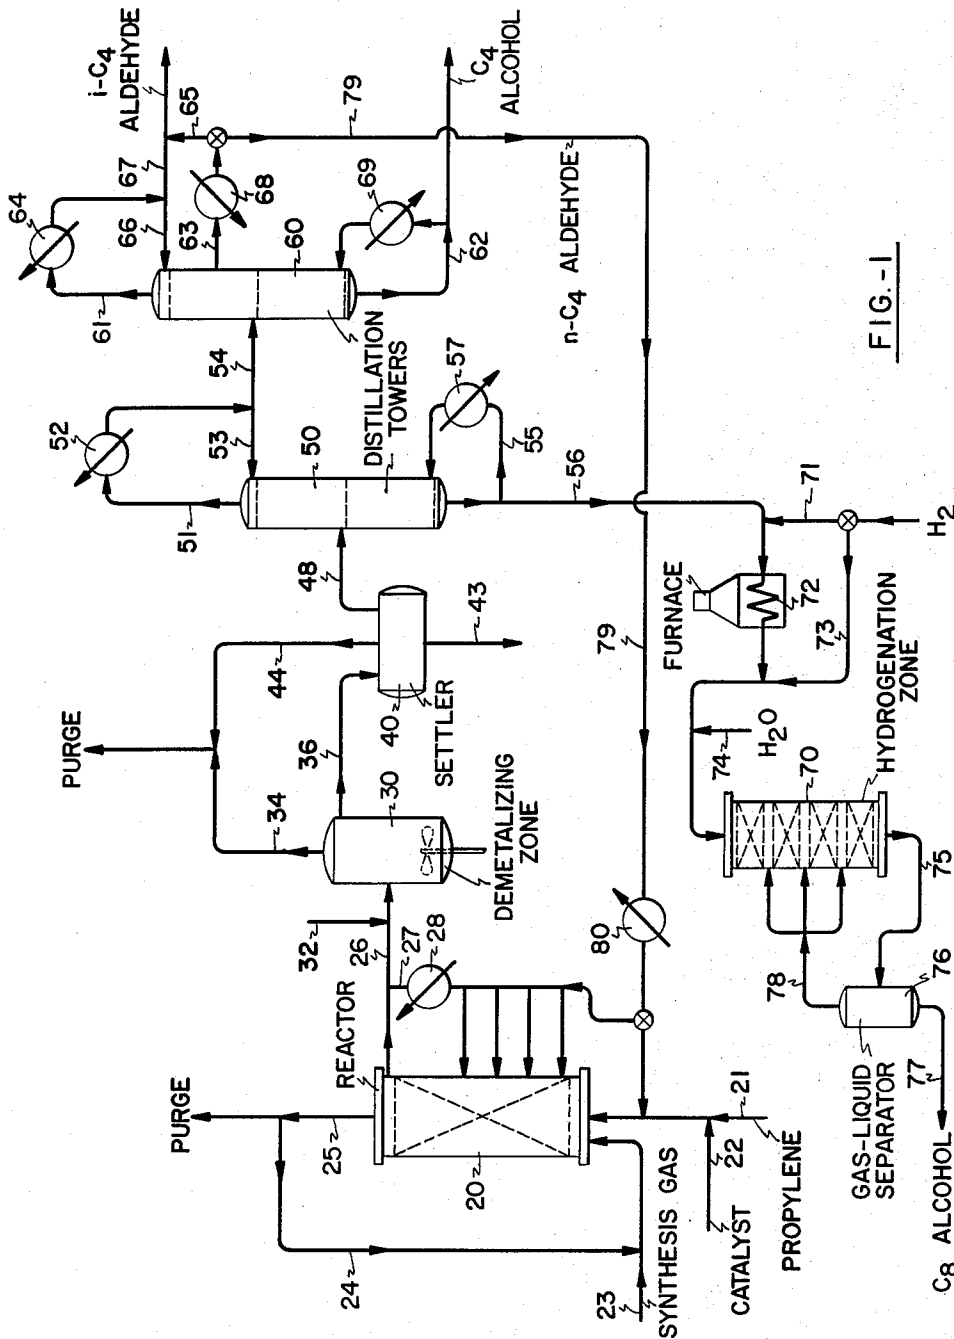 i-C4
ALDEHYDE
65
67
66
64
63
68
61
60
69
62
79
C4
ALCOHOL
54
53
52
51
50
DISTILLATION
TOWERS
57
55
56
n-C4 ALDEHYDE
48
44
43
40
SETTLER
36
PURGE
34
30
DEMETALIZING
ZONE
32
26
27
28
REACTOR
PURGE
25
20
24
23
SYNTHESIS GAS
CATALYST
22
21
PROPYLENE
79
80
FURNACE
72
71
H2
73
74
H2O
70
HYDROGENATION
ZONE
75
76
78
77
GAS-LIQUID
SEPARATOR
C8 ALCOHOL
FIG.-1